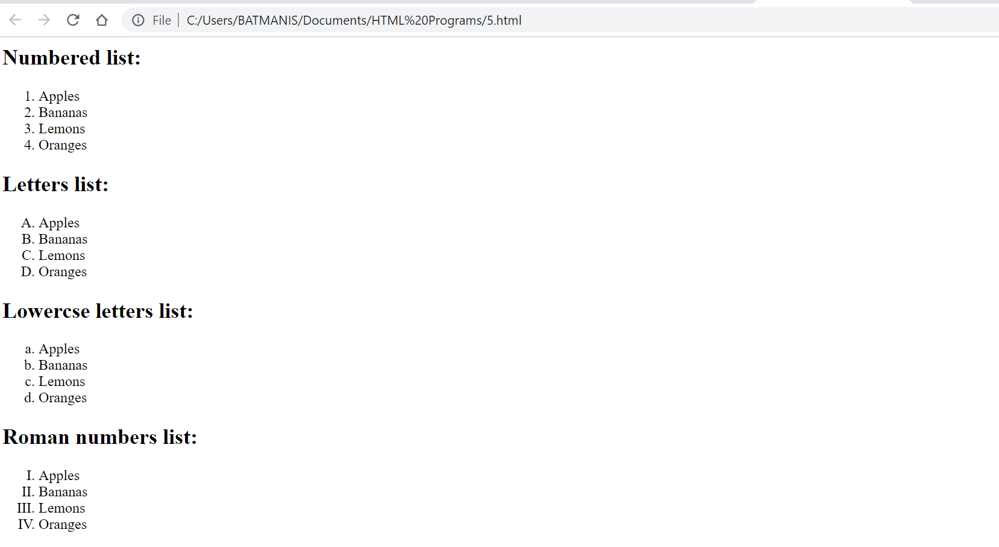 File | C:/Users/BATMANIS/Documents/HTML%20Programs/5.html
Numbered list:
1. Apples
2. Bananas
3. Lemons
4. Oranges
Letters list:
A. Apples
B. Bananas
C. Lemons
D. Oranges
Lowercse letters list:
a. Apples
b. Bananas
c. Lemons
d. Oranges
Roman numbers list:
I. Apples
II. Bananas
III. Lemons
IV. Oranges